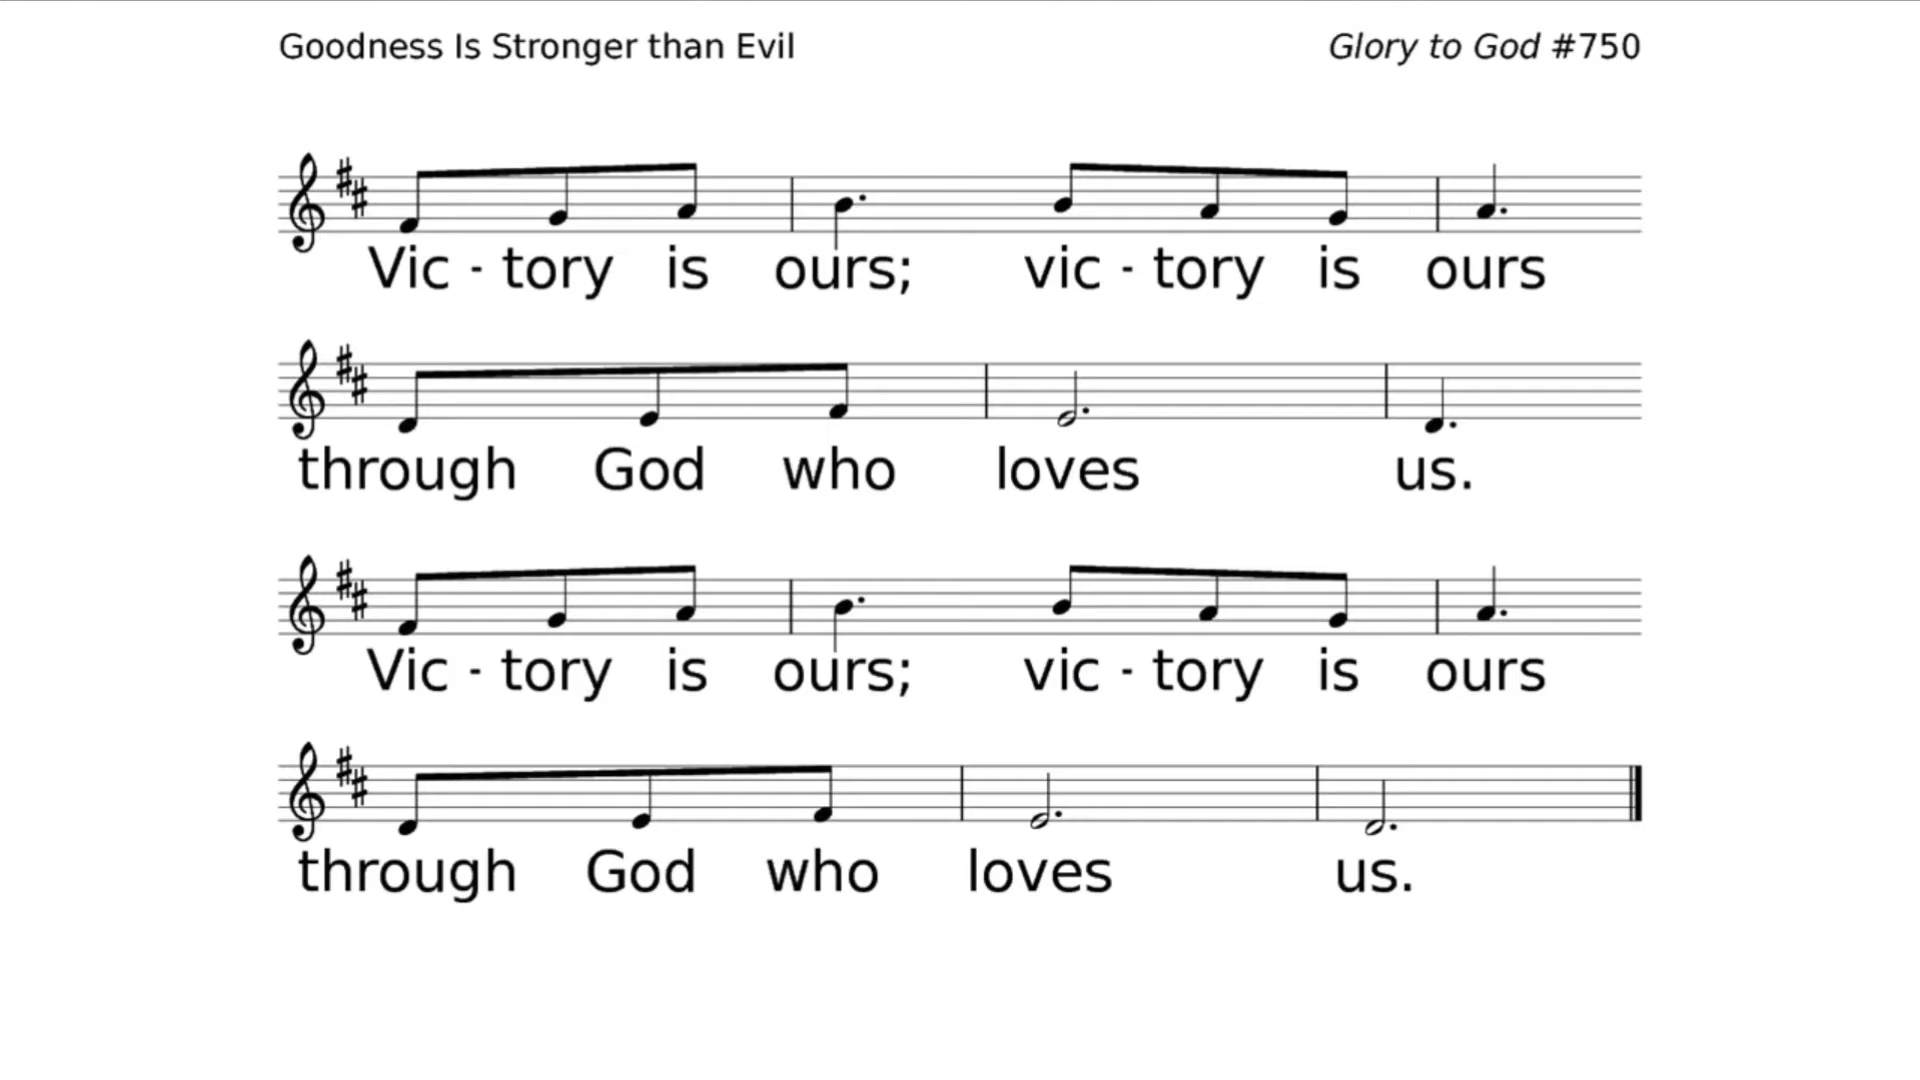 Goodness Is Stronger than Evil Glory to God #750
Vic - tory is ours; vic - tory is ours
through God who loves us.
Vic - tory is ours; vic - tory is ours
through God who loves us.